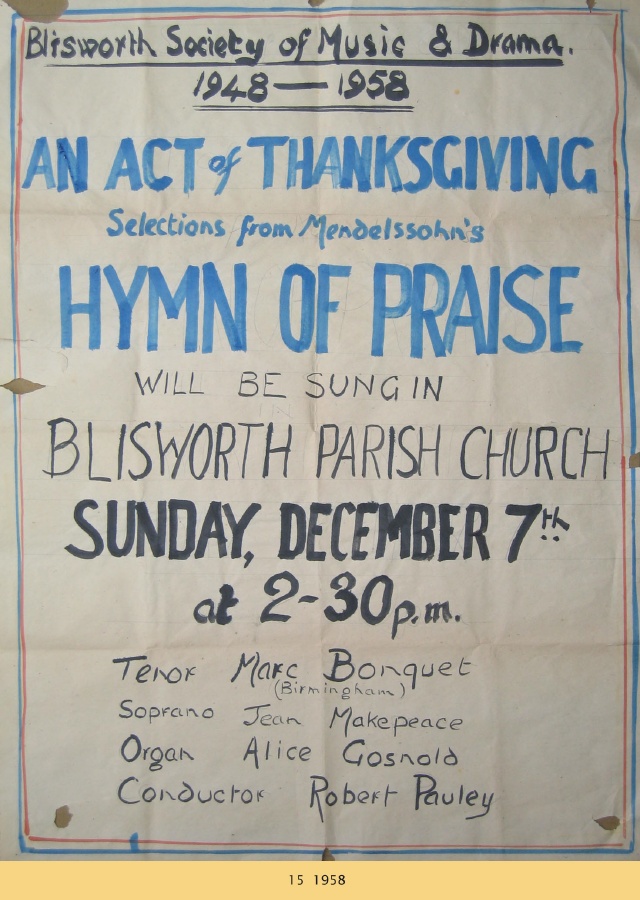 Blisworth Society of Music & Drama.
1948 — 1958
AN ACT of THANKSGIVING
Selections from Mendelssohn's
HYMN OF PRAISE
WILL BE SUNG IN
BLISWORTH PARISH CHURCH
SUNDAY, DECEMBER 7th
at 2-30 p.m.
Tenor Marc Bonquet
(Birmingham)
Soprano Jean Makepeace
Organ Alice Gosnold
Conductor Robert Pauley
15 1958